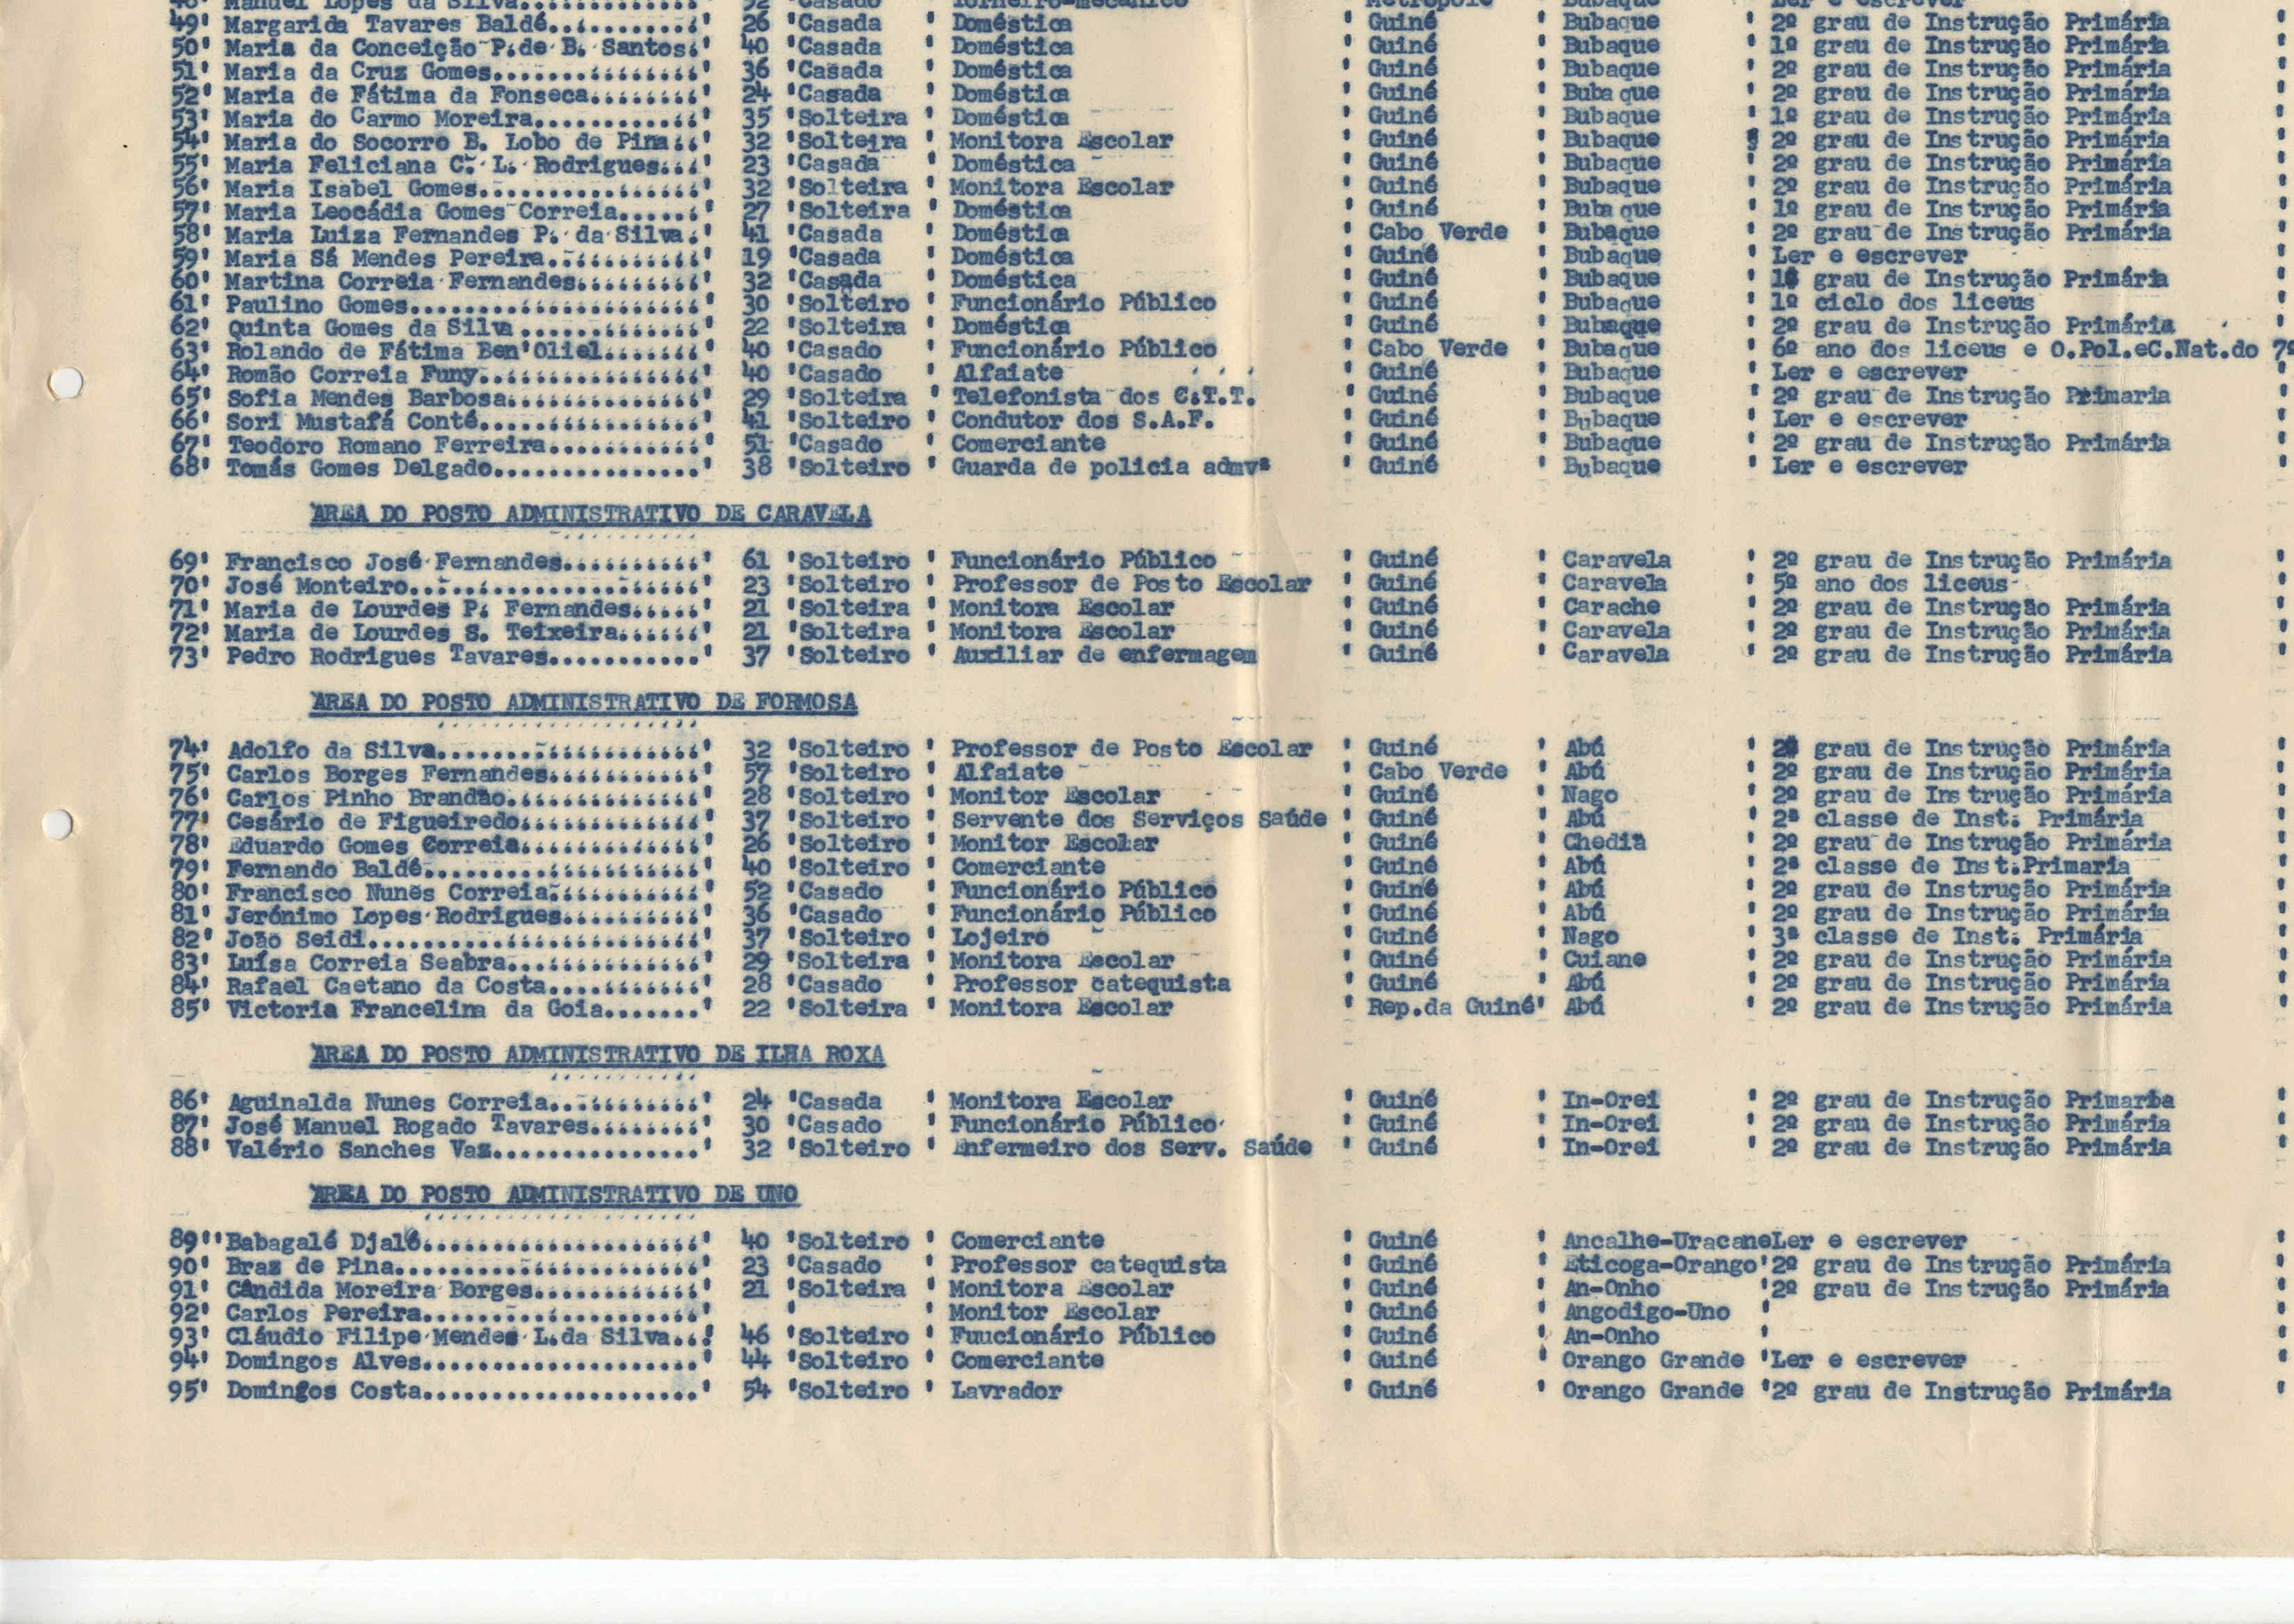 48' Manuel Lopes da Silva............' 52 'Casado ' Torneiro-mecânico ' Metrópole ' Bubaque ' Ler e escrever
49' Margarida Tavares Baldé...........' 26 'Casada ' Doméstica ' Guiné ' Bubaque ' 2º grau de Instrução Primária '
50' Maria da Conceição P.de B. Santos.' 40 'Casada ' Doméstica ' Guiné ' Bubaque ' 1º grau de Instrução Primária '
51' Maria da Cruz Gomes...............' 36 'Casada ' Doméstica ' Guiné ' Bubaque ' 2º grau de Instrução Primária '
52' Maria de Fátima da Fonseca........' 24 'Casada ' Doméstica ' Guiné ' Buba que ' 2º grau de Instrução Primária '
53' Maria do Carmo Moreira............' 35 'Solteira ' Doméstica ' Guiné ' Bubaque ' 1º grau de Instrução Primária '
54' Maria do Socorro B. Lobo de Pina..' 32 'Solteira ' Monitora Escolar ' Guiné ' Bubaque ' 2º grau de Instrução Primária '
55' Maria Feliciana C. L. Rodrigues...' 23 'Casada ' Doméstica ' Guiné ' Bubaque ' 2º grau de Instrução Primária '
56' Maria Isabel Gomes................' 32 'Solteira ' Monitora Escolar ' Guiné ' Bubaque ' 2º grau de Instrução Primária '
57' Maria Leocádia Gomes Correia......' 27 'Solteira ' Doméstica ' Guiné ' Buba que ' 1º grau de Instrução Primária '
58' Maria Luiza Fernandes P. da Silva.' 41 'Casada ' Doméstica ' Cabo Verde ' Bubaque ' 2º grau de Instrução Primária '
59' Maria Sá Mendes Pereira...........' 19 'Casada ' Doméstica ' Guiné ' Bubaque ' Ler e escrever '
60' Martina Correia Fernandes.........' 32 'Casada ' Doméstica ' Guiné ' Bubaque ' 1º grau de Instrução Primária '
61' Paulino Gomes.....................' 30 'Solteiro ' Funcionário Público ' Guiné ' Bubaque ' 1º ciclo dos liceus '
62' Quinta Gomes da Silva .............' 22 'Solteira ' Doméstica ' Guiné ' Bubaque ' 2º grau de Instrução Primária '
63' Rolando de Fátima Ben'Oliel.......' 40 'Casado ' Funcionário Público ' Cabo Verde ' Bubaque ' 6º ano dos liceus e O.Pol.eC.Nat.do 7º
64' Romão Correia Funy................' 40 'Casado ' Alfaiate ' Guiné ' Bubaque ' Ler e escrever '
65' Sofia Mendes Barbosa..............' 29 'Solteira ' Telefonista dos C.T.T. ' Guiné ' Bubaque ' 2º grau de Instrução Primaria '
66' Sori Mustafá Conté................' 41 'Solteiro ' Condutor dos S.A.F. ' Guiné ' Bubaque ' Ler e escrever '
67' Teodoro Romano Ferreira...........' 51 'Casado ' Comerciante ' Guiné ' Bubaque ' 2º grau de Instrução Primária '
68' Tomás Gomes Delgado...............' 38 'Solteiro ' Guarda de policia admvª ' Guiné ' Bubaque ' Ler e escrever '
ÁREA DO POSTO ADMINISTRATIVO DE CARAVELA
69' Francisco José Fernandes..........' 61 'Solteiro ' Funcionário Público ' Guiné ' Caravela ' 2º grau de Instrução Primária '
70' José Monteiro.....................' 23 'Solteiro ' Professor de Posto Escolar ' Guiné ' Caravela ' 5º ano dos liceus '
71' Maria de Lourdes P. Fernandes.....' 21 'Solteira ' Monitora Escolar ' Guiné ' Carache ' 2º grau de Instrução Primária '
72' Maria de Lourdes S. Teixeira......' 21 'Solteira ' Monitora Escolar ' Guiné ' Caravela ' 2º grau de Instrução Primária '
73' Pedro Rodrigues Tavares...........' 37 'Solteiro ' Auxiliar de enfermagem ' Guiné ' Caravela ' 2º grau de Instrução Primária '
ÁREA DO POSTO ADMINISTRATIVO DE FORMOSA
74' Adolfo da Silva...................' 32 'Solteiro ' Professor de Posto Escolar ' Guiné ' Abú ' 2º grau de Instrução Primária '
75' Carlos Borges Fernandes...........' 57 'Solteiro ' Alfaiate ' Cabo Verde ' Abú ' 2º grau de Instrução Primária '
76' Carlos Pinho Brandão..............' 28 'Solteiro ' Monitor Escolar ' Guiné ' Nago ' 2º grau de Instrução Primária '
77' Cesário de Figueiredo.............' 37 'Solteiro ' Servente dos Serviços Saúde ' Guiné ' Abú ' 2ª classe de Inst. Primária '
78' Eduardo Gomes Correia.............' 26 'Solteiro ' Monitor Escolar ' Guiné ' Chediã ' 2º grau de Instrução Primária '
79' Fernando Baldé....................' 40 'Solteiro ' Comerciante ' Guiné ' Abú ' 2ª classe de Inst.Primaria '
80' Francisco Nunes Correia...........' 52 'Casado ' Funcionário Público ' Guiné ' Abú ' 2º grau de Instrução Primária '
81' Jerónimo Lopes Rodrigues..........' 36 'Casado ' Funcionário Público ' Guiné ' Abú ' 2º grau de Instrução Primária '
82' João Seidi........................' 37 'Solteiro ' Lojeiro ' Guiné ' Nago ' 3ª classe de Inst. Primária '
83' Luísa Correia Seabra..............' 29 'Solteira ' Monitora Escolar ' Guiné ' Cuiane ' 2º grau de Instrução Primária '
84' Rafael Caetano da Costa...........' 28 'Casado ' Professor catequista ' Guiné ' Abú ' 2º grau de Instrução Primária '
85' Victoria Francelina da Goia.......' 22 'Solteira ' Monitora Escolar ' Rep.da Guiné' Abú ' 2º grau de Instrução Primária '
ÁREA DO POSTO ADMINISTRATIVO DE ILHA ROXA
86' Aguinalda Nunes Correia...........' 24 'Casada ' Monitora Escolar ' Guiné ' In-Orei ' 2º grau de Instrução Primaria '
87' José Manuel Rogado Tavares........' 30 'Casado ' Funcionário Público ' Guiné ' In-Orei ' 2º grau de Instrução Primária '
88' Valério Sanches Vaz...............' 32 'Solteiro ' Enfermeiro dos Serv. Saúde ' Guiné ' In-Orei ' 2º grau de Instrução Primária '
ÁREA DO POSTO ADMINISTRATIVO DE UNO
89''Babagalé Djaló....................' 40 'Solteiro ' Comerciante ' Guiné ' Ancalhe-UracaneLer e escrever '
90' Braz de Pina......................' 23 'Casado ' Professor catequista ' Guiné ' Eticoga-Orango'2º grau de Instrução Primária '
91' Cândida Moreira Borges............' 21 'Solteira ' Monitora Escolar ' Guiné ' An-Onho '2º grau de Instrução Primária '
92' Carlos Pereira....................' ' ' Monitor Escolar ' Guiné ' Angodigo-Uno ' '
93' Cláudio Filipe Mendes L.da Silva..' 46 'Solteiro ' Fuucionário Público ' Guiné ' An-Onho ' '
94' Domingos Alves....................' 44 'Solteiro ' Comerciante ' Guiné ' Orango Grande 'Ler e escrever '
95' Domingos Costa....................' 54 'Solteiro ' Lavrador ' Guiné ' Orango Grande '2º grau de Instrução Primária '